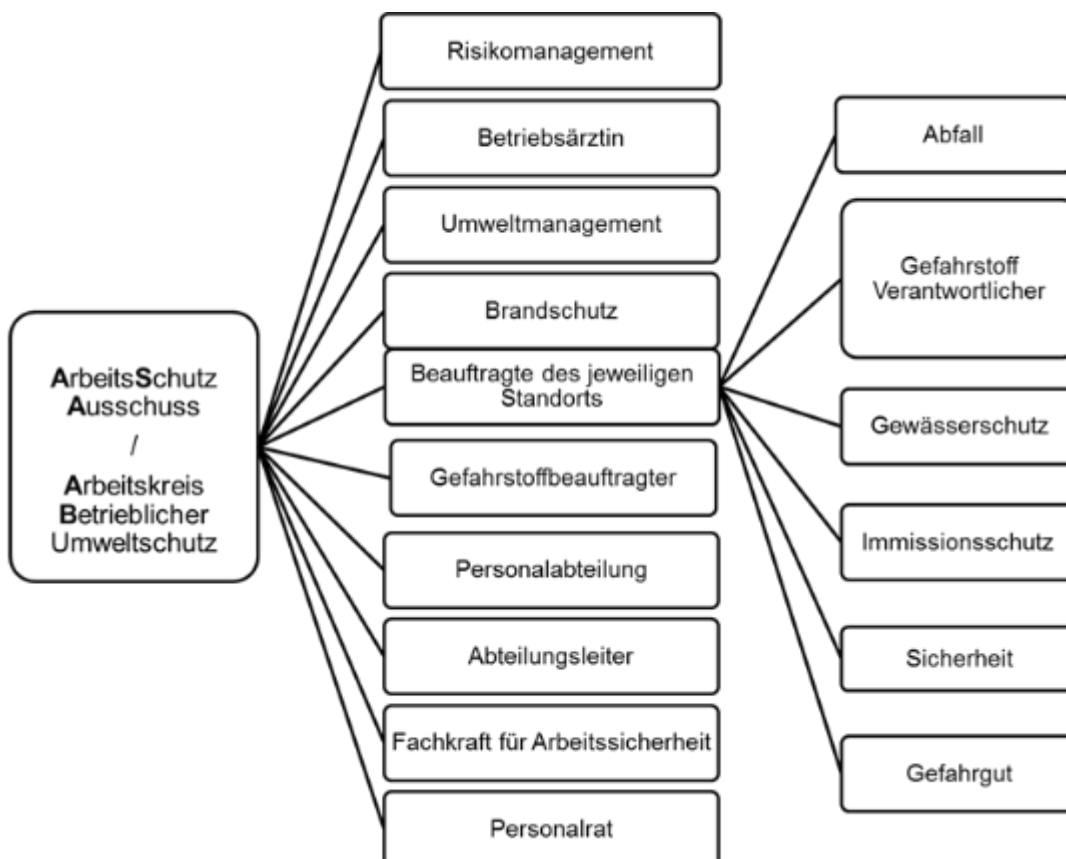 ArbeitsSchutz
Ausschuss
/
Arbeitskreis
Betrieblicher
Umweltschutz
Risikomanagement
Betriebsärztin
Umweltmanagement
Brandschutz
Beauftragte des jeweiligen
Standorts
Gefahrstoffbeauftragter
Personalabteilung
Abteilungsleiter
Fachkraft für Arbeitssicherheit
Personalrat
Abfall
Gefahrstoff
Verantwortlicher
Gewässerschutz
Immissionsschutz
Sicherheit
Gefahrgut